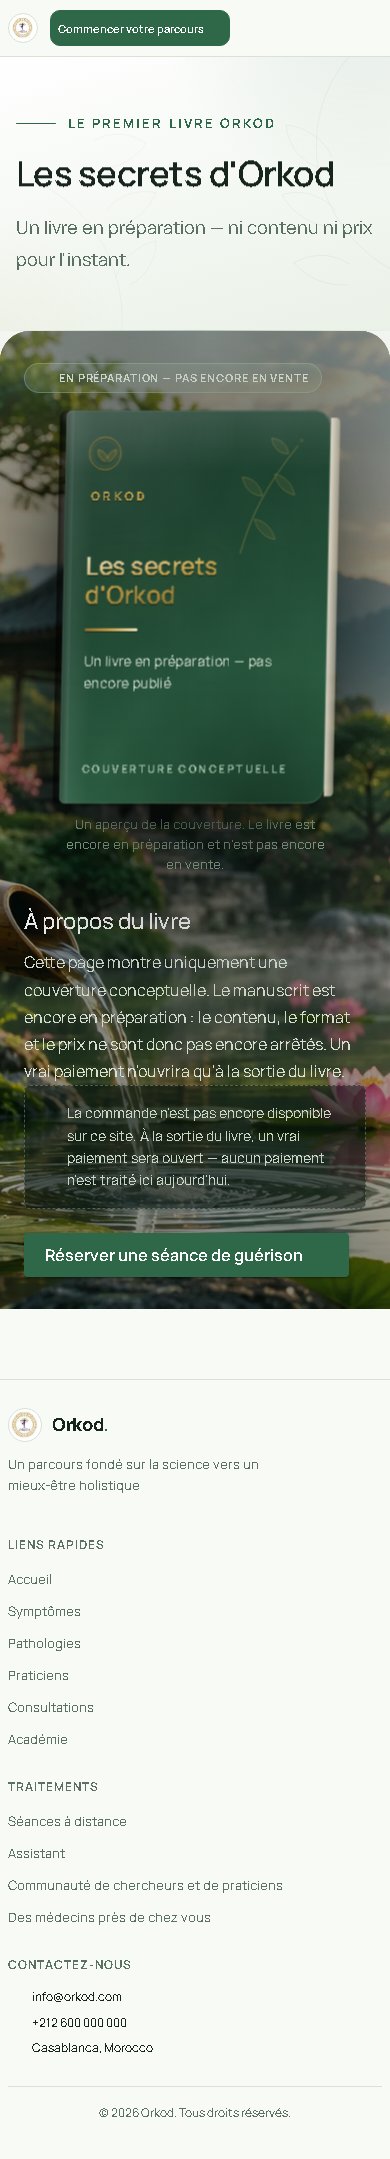 Commencer votre parcours
LE PREMIER LIVRE ORKOD
Les secrets d'Orkod
Un livre en préparation — ni contenu ni prix
pour l'instant.
EN PRÉPARATION — PAS ENCORE EN VENTE
ORKOD
Les secrets
d'Orkod
Un livre en préparation — pas
encore publié
COUVERTURE CONCEPTUELLE
Un aperçu de la couverture. Le livre est
encore en préparation et n'est pas encore
en vente.
À propos du livre
Cette page montre uniquement une
couverture conceptuelle. Le manuscrit est
encore en préparation : le contenu, le format
et le prix ne sont donc pas encore arrêtés. Un
vrai paiement n'ouvrira qu'à la sortie du livre.
La commande n'est pas encore disponible
sur ce site. À la sortie du livre, un vrai
paiement sera ouvert — aucun paiement
n'est traité ici aujourd'hui.
Réserver une séance de guérison
Orkod.
Un parcours fondé sur la science vers un
mieux-être holistique
LIENS RAPIDES
Accueil
Symptômes
Pathologies
Praticiens
Consultations
Académie
TRAITEMENTS
Séances à distance
Assistant
Communauté de chercheurs et de praticiens
Des médecins près de chez vous
CONTACTEZ-NOUS
info@orkod.com
+212 600 000 000
Casablanca, Morocco
© 2026 Orkod. Tous droits réservés.